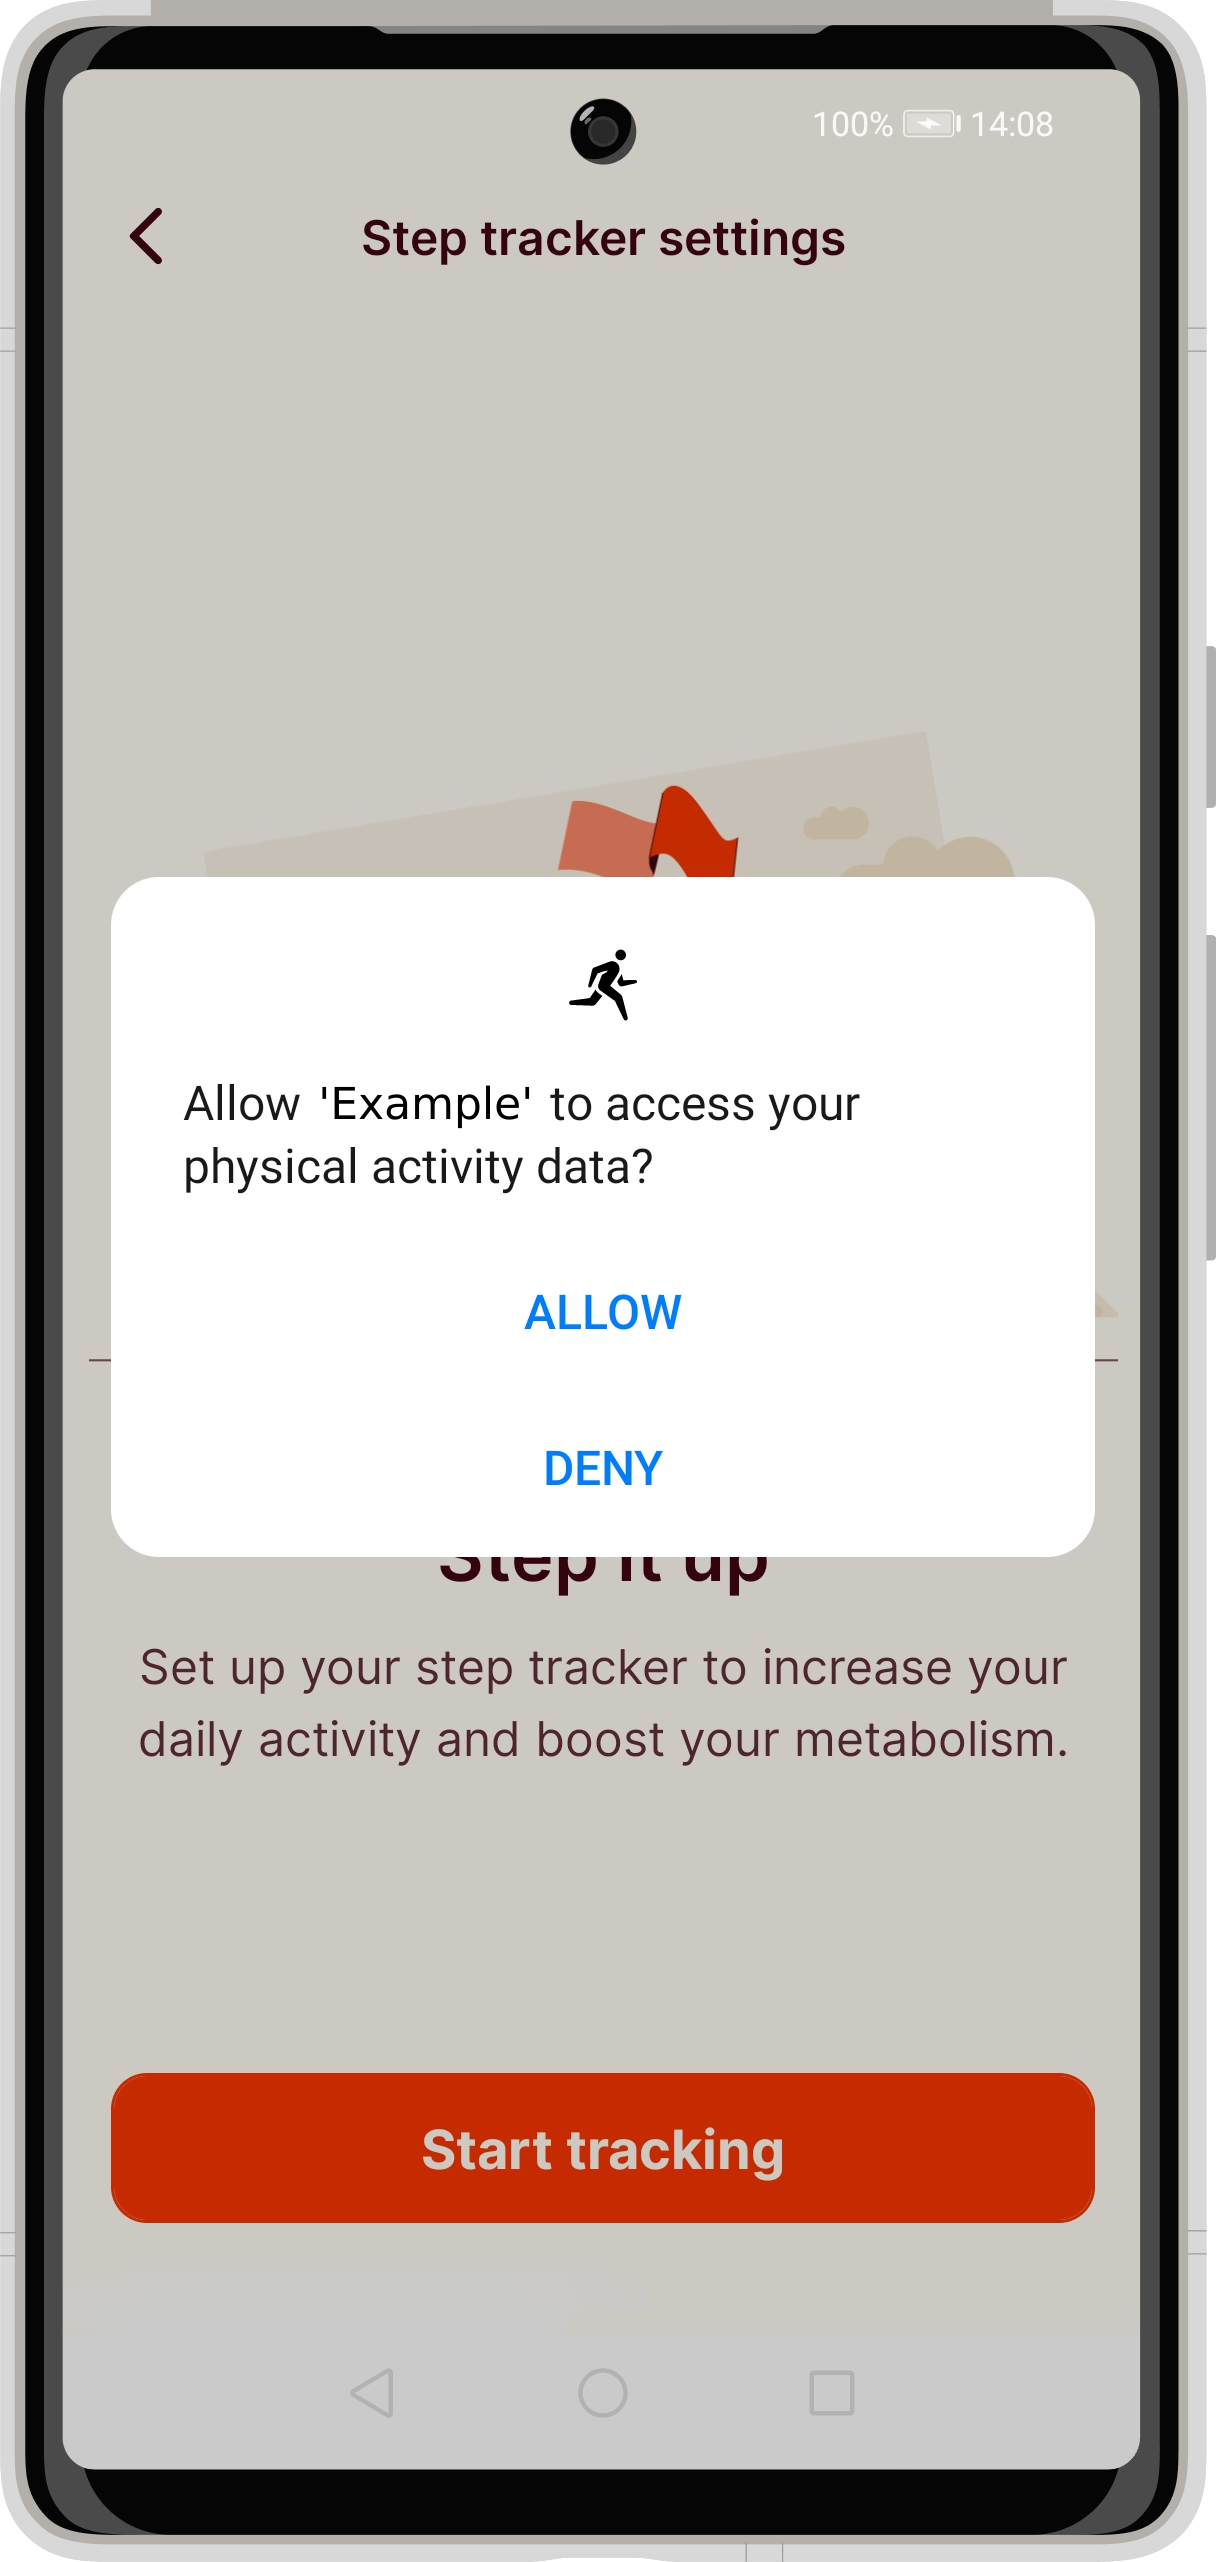 100% 14:08
Step tracker settings
Allow 'Example' to access your
physical activity data?
ALLOW
DENY
Step it up
Set up your step tracker to increase your
daily activity and boost your metabolism.
Start tracking